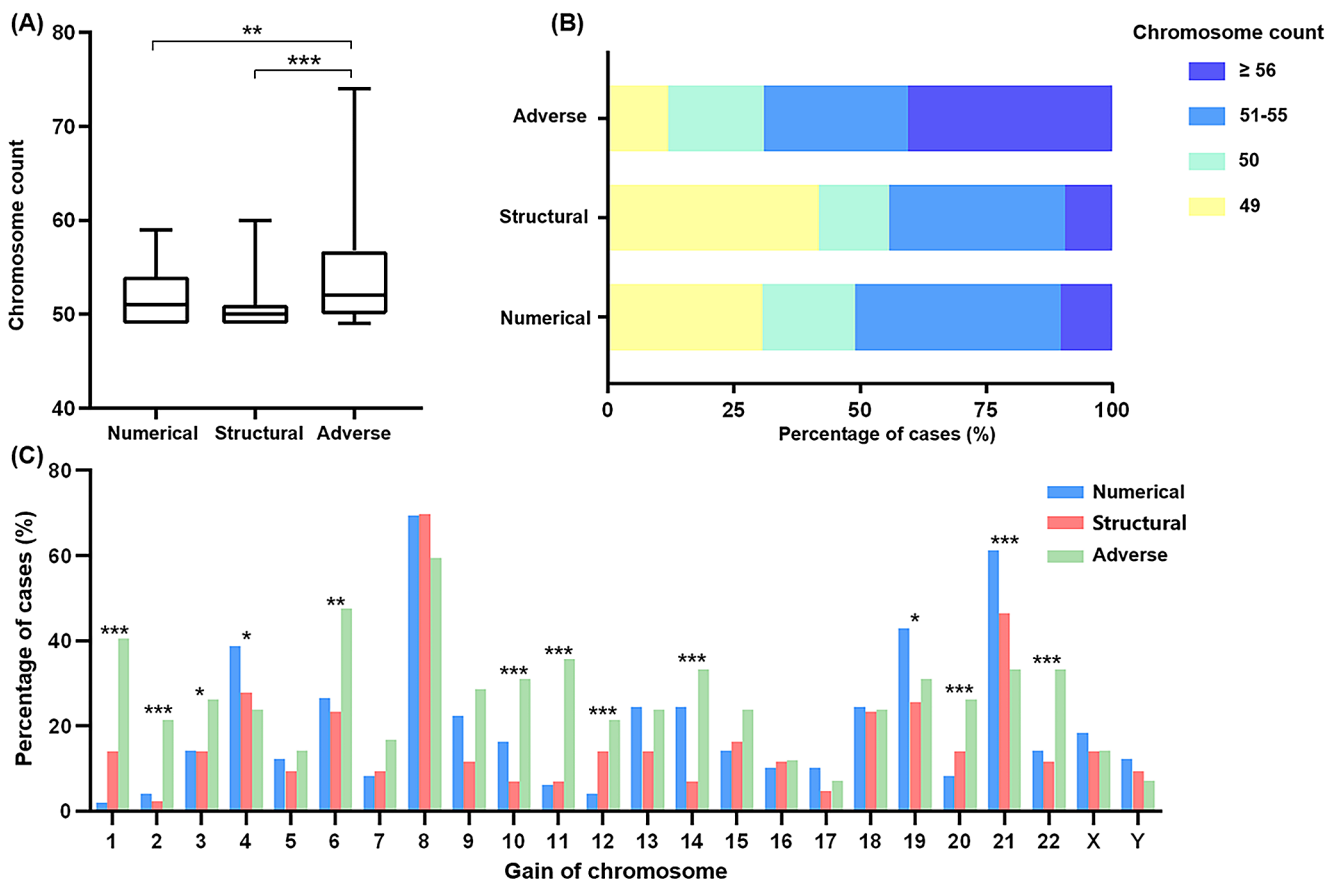 (A)
80
70
60
50
40
Chromosome count
**
***
Numerical Structural Adverse
(B)
Adverse
Structural
Numerical
0 25 50 75 100
Percentage of cases (%)
Chromosome count
≥ 56
51-55
50
49
(C)
80
60
40
20
0
Percentage of cases (%)
Numerical
Structural
Adverse
*** *** * * ** *** *** *** *** * *** *** ***
1 2 3 4 5 6 7 8 9 10 11 12 13 14 15 16 17 18 19 20 21 22 X Y
Gain of chromosome